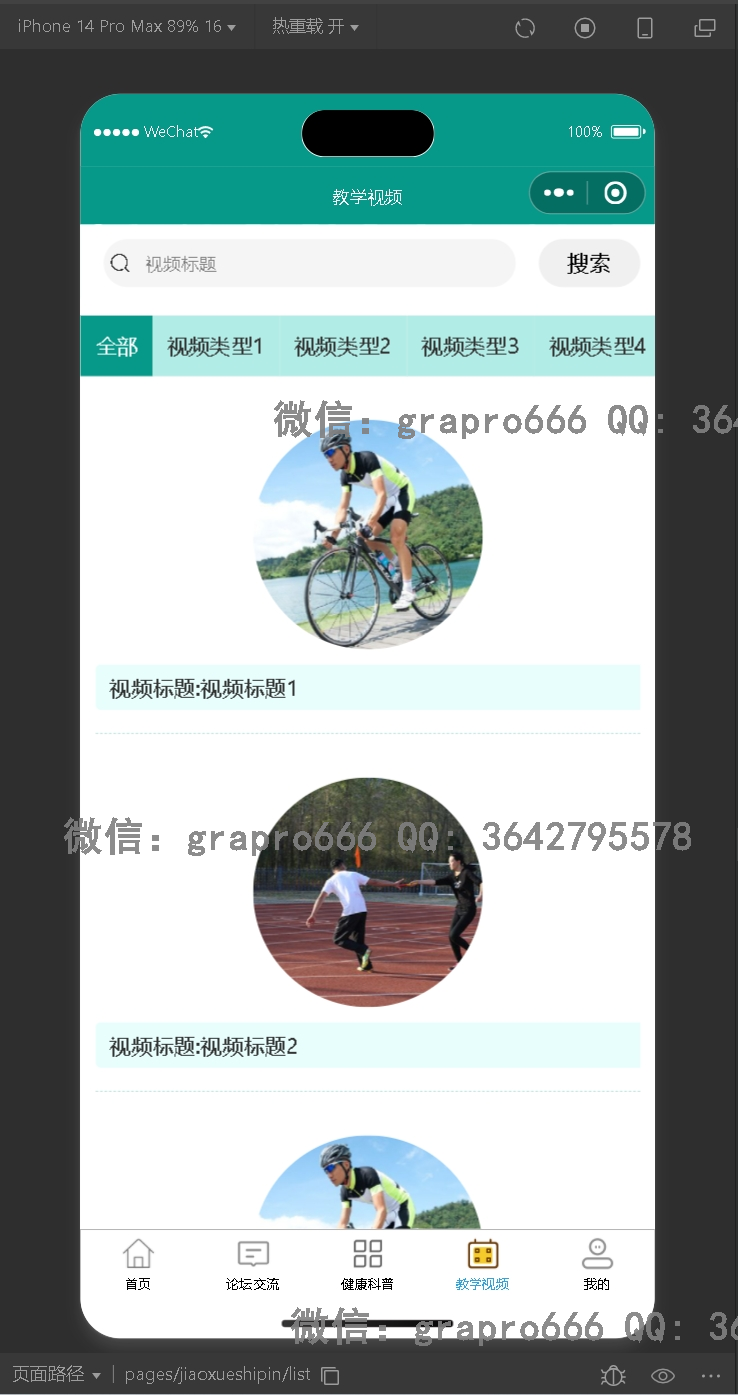 iPhone 14 Pro Max 89% 16
热重载 开
WeChat
100%
教学视频
视频标题
搜索
全部 视频类型1 视频类型2 视频类型3 视频类型4
微信：grapro666 QQ: 364
视频标题:视频标题1
微信：grapro666 QQ: 3642795578
视频标题:视频标题2
首页 论坛交流 健康科普 教学视频 我的
微信：grapro666 QQ: 36
页面路径 pages/jiaoxueshipin/list